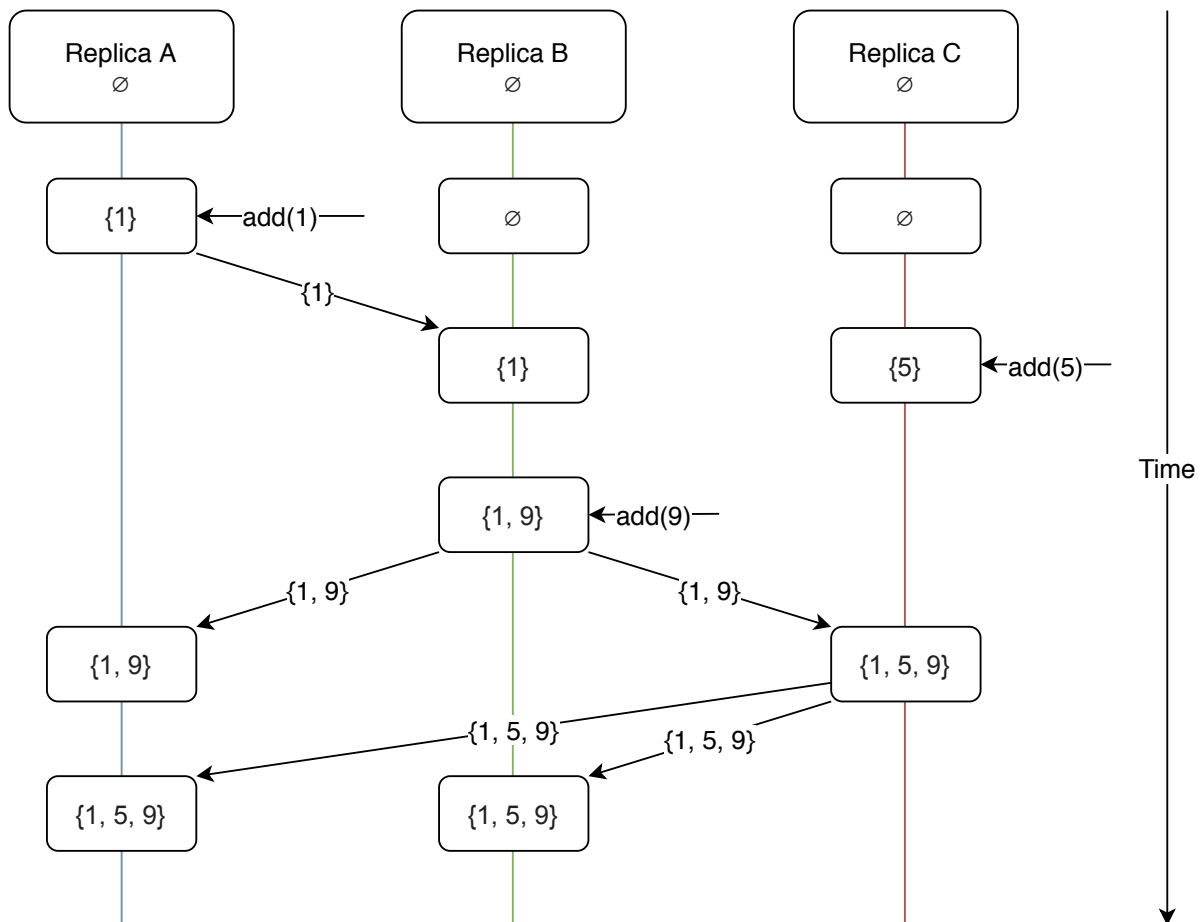 Replica A
∅
Replica B
∅
Replica C
∅
{1}
add(1)
∅
∅
{1}
{1}
{5}
add(5)
Time
{1, 9}
add(9)
{1, 9}
{1, 9}
{1, 9}
{1, 5, 9}
{1, 5, 9}
{1, 5, 9}
{1, 5, 9}
{1, 5, 9}